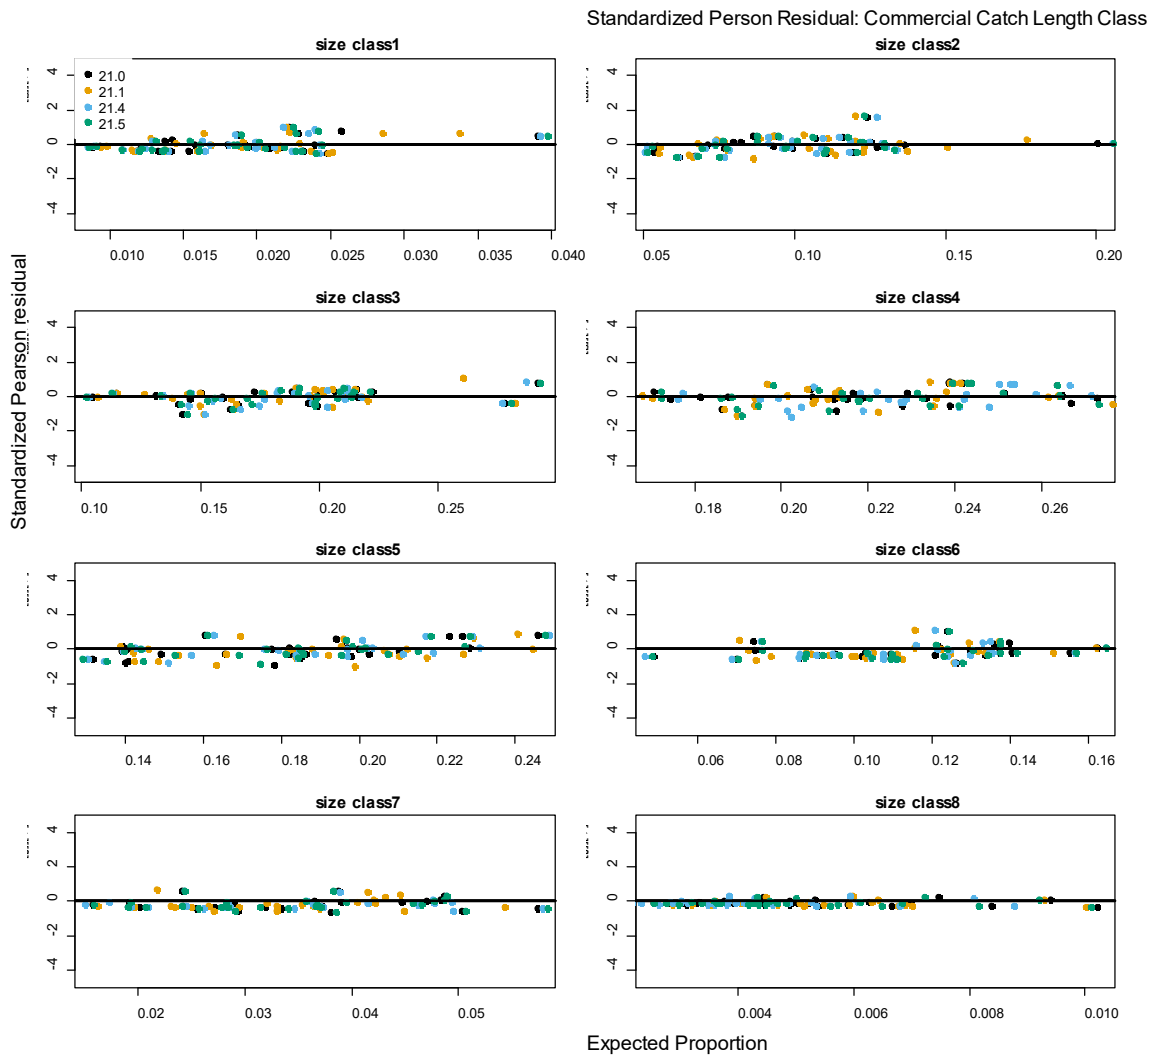 Standardized Person Residual: Commercial Catch Length Class
size class1
size class2
21.0
21.1
21.4
21.5
4
2
0
-2
-4
4
2
0
-2
-4
0.010 0.015 0.020 0.025 0.030 0.035 0.040
0.05 0.10 0.15 0.20
size class3
size class4
4
2
0
-2
-4
4
2
0
-2
-4
0.10 0.15 0.20 0.25
0.18 0.20 0.22 0.24 0.26
Standardized Pearson residual
size class5
size class6
4
2
0
-2
-4
4
2
0
-2
-4
0.14 0.16 0.18 0.20 0.22 0.24
0.06 0.08 0.10 0.12 0.14 0.16
size class7
size class8
4
2
0
-2
-4
4
2
0
-2
-4
0.02 0.03 0.04 0.05
0.004 0.006 0.008 0.010
Expected Proportion